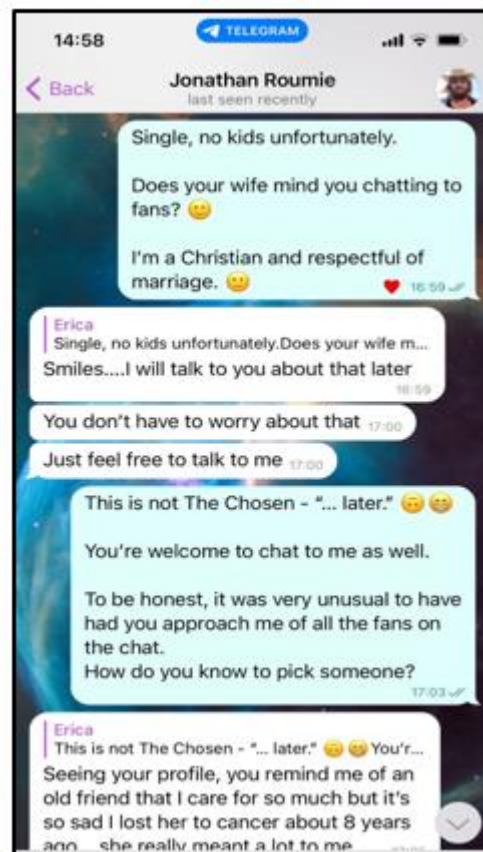 14:58
TELEGRAM
Back
Jonathan Roumie
last seen recently
Single, no kids unfortunately.
Does your wife mind you chatting to
fans? 🙂
I'm a Christian and respectful of
marriage. 🙂
❤️ 16:59
Erica
Single, no kids unfortunately.Does your wife m...
Smiles....I will talk to you about that later
16:59
You don't have to worry about that 17:00
Just feel free to talk to me 17:00
This is not The Chosen - "... later." 🙃 😁
You're welcome to chat to me as well.
To be honest, it was very unusual to have
had you approach me of all the fans on
the chat.
How do you know to pick someone?
17:03
Erica
This is not The Chosen - "... later." 🙃 😁 You'r...
Seeing your profile, you remind me of an
old friend that I care for so much but it's
so sad I lost her to cancer about 8 years
ago... she really meant a lot to me